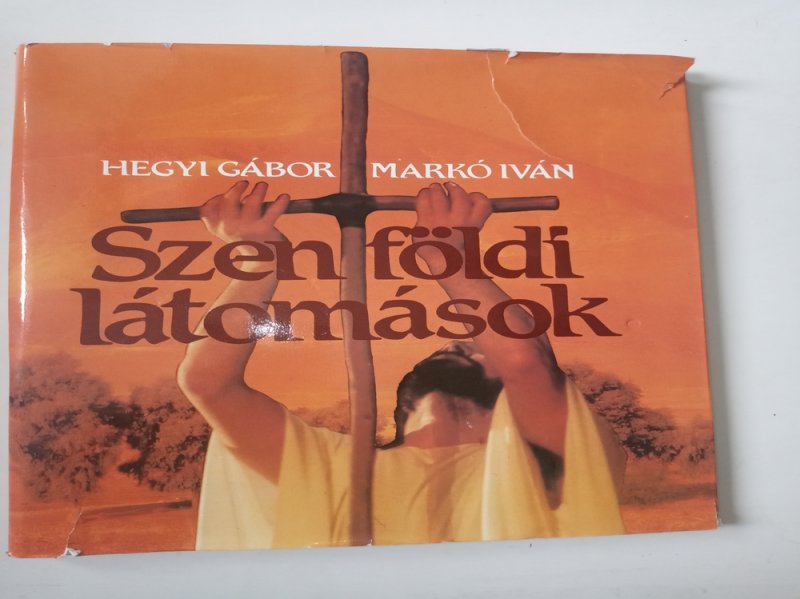 HEGYI GÁBOR MARKÓ IVÁN
Szentföldi
látomások